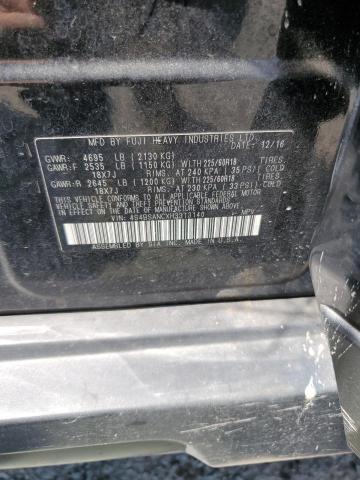 MFD BY FUJI HEAVY INDUSTRIES LTD.
DATE: 12/16
GVWR: 4695 LB (2130 KG)
GAWR:F 2535 LB (1150 KG) WITH 225/60R18 TIRES
18X7J RIMS, AT 240 KPA ( 35 PSI) COLD
GAWR:R 2645 LB (1200 KG) WITH 225/60R18 TIRES
18X7J RIMS, AT 230 KPA ( 33 PSI) COLD
THIS VEHICLE CONFORMS TO ALL APPLICABLE FEDERAL MOTOR
VEHICLE SAFETY STANDARDS IN EFFECT ON THE DATE OF
MANUFACTURE SHOWN ABOVE.
VIN: 4S4BSANCXH3313140 MPV
ASSEMBLED BY SIA INC. MADE IN U.S.A.